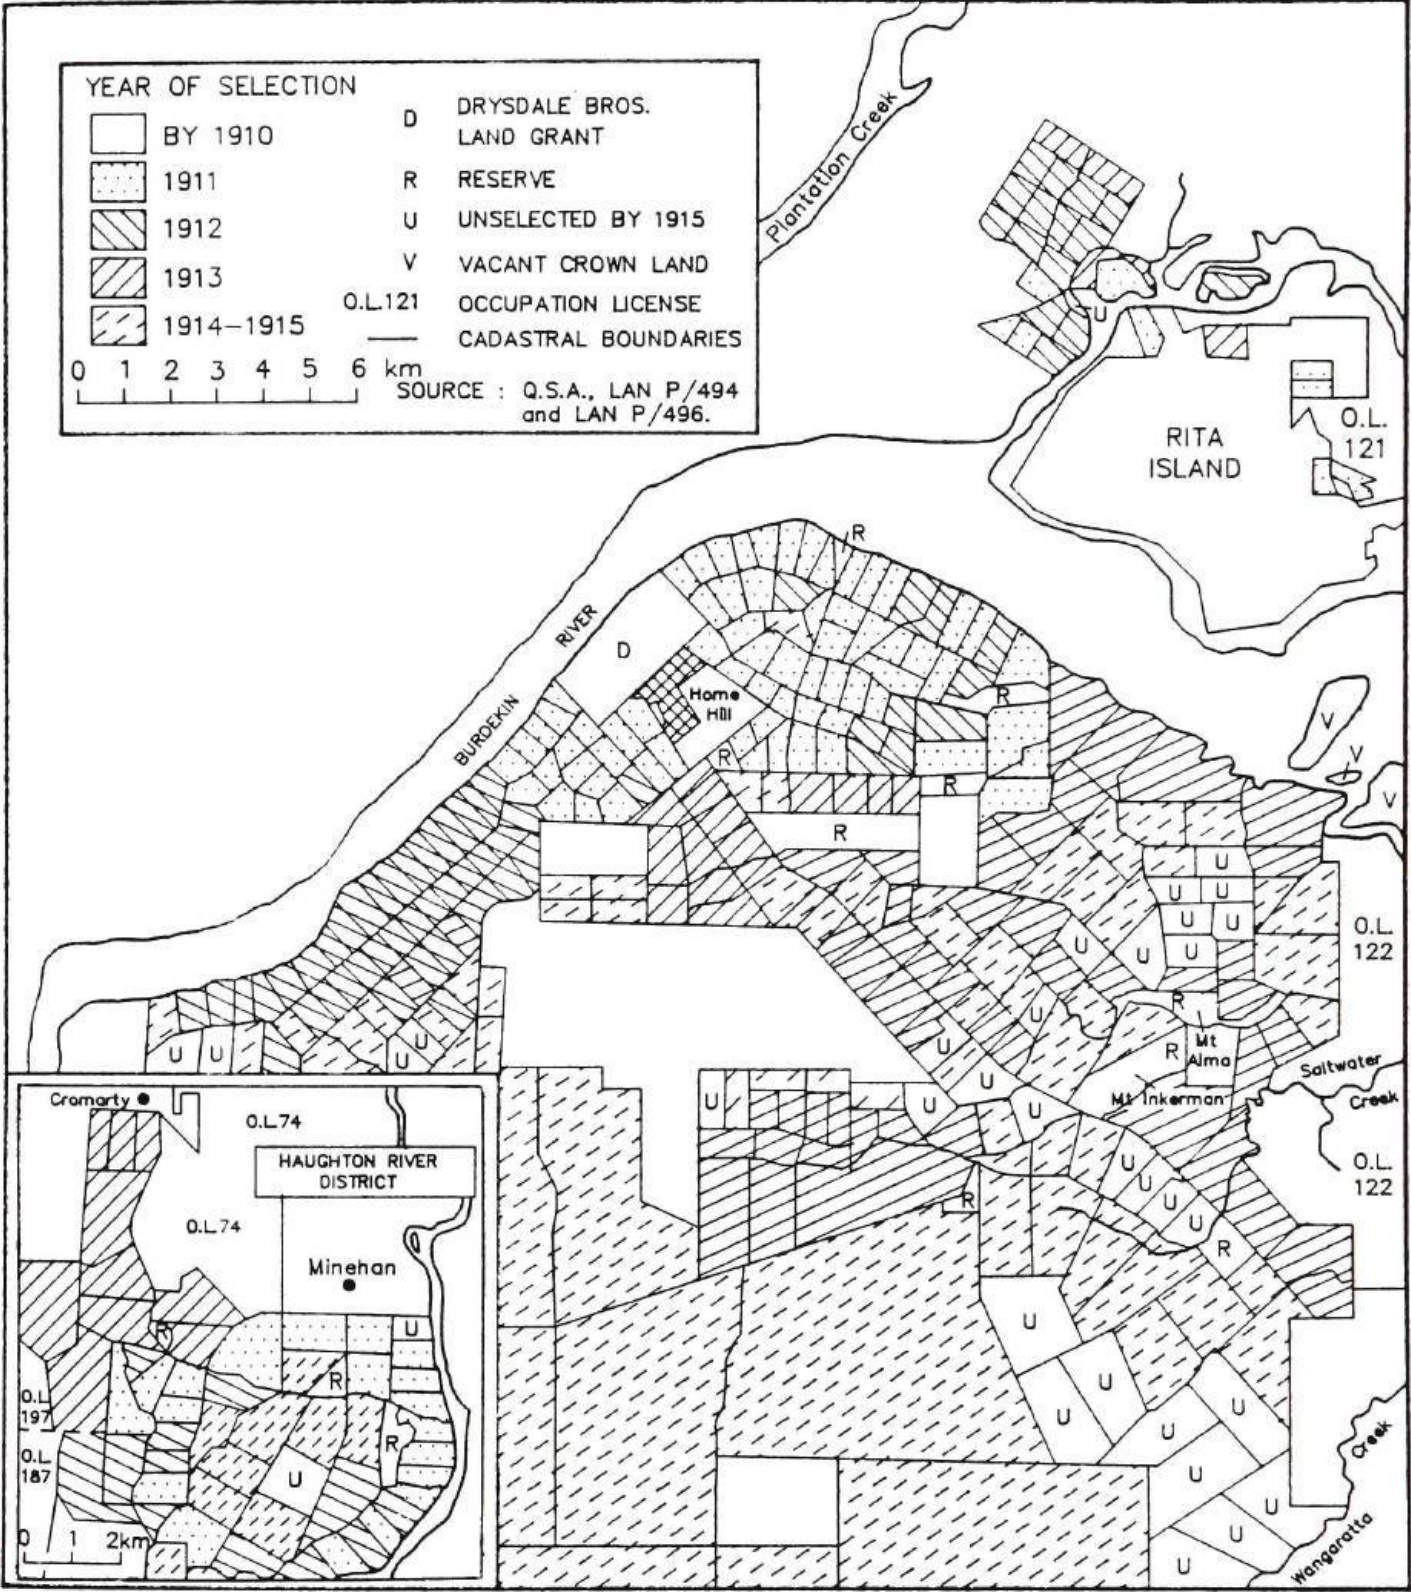 YEAR OF SELECTION
BY 1910
1911
1912
1913
1914-1915
D DRYSDALE BROS.
LAND GRANT
R RESERVE
U UNSELECTED BY 1915
V VACANT CROWN LAND
O.L.121 OCCUPATION LICENSE
CADASTRAL BOUNDARIES
0 1 2 3 4 5 6 km
SOURCE : Q.S.A., LAN P/494
and LAN P/496.
Plantation Creek
U
RITA
ISLAND
O.L.
121
R
RIVER
D
Home
Hill
R
BURDEKIN
R
V
V
V
R
R
U
U U
U U
U
U
U
O.L.
122
R
U
Mt
Alma
R
U
U
U
U
U
Saltwater
Creek
Mt Inkerman
U
U
U
U
O.L.
122
U
U
U
U
R
R
U
U
U
U
U
U
U
U
U
Creek
Wangaratta
Cromarty
O.L.74
HAUGHTON RIVER
DISTRICT
O.L.74
Minehan
R
U
R
O.L.
197
R
O.L.
187
U
0 1 2km